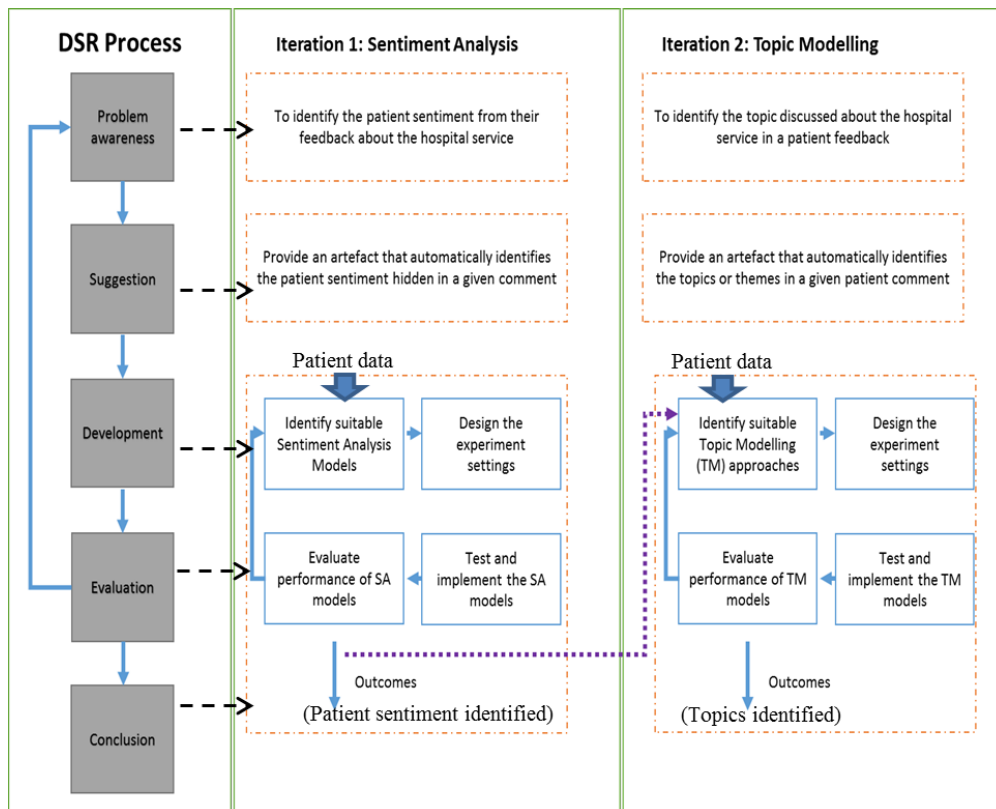 DSR Process
Problem
awareness
Suggestion
Development
Evaluation
Conclusion
Iteration 1: Sentiment Analysis
To identify the patient sentiment from their
feedback about the hospital service
Provide an artefact that automatically identifies
the patient sentiment hidden in a given comment
Patient data
Identify suitable
Sentiment Analysis
Models
Design the
experiment
settings
Evaluate
performance of SA
models
Test and
implement the SA
models
Outcomes
(Patient sentiment identified)
Iteration 2: Topic Modelling
To identify the topic discussed about the hospital
service in a patient feedback
Provide an artefact that automatically identifies
the topics or themes in a given patient comment
Patient data
Identify suitable
Topic Modelling
(TM) approaches
Design the
experiment
settings
Evaluate
performance of TM
models
Test and
implement the TM
models
Outcomes
(Topics identified)